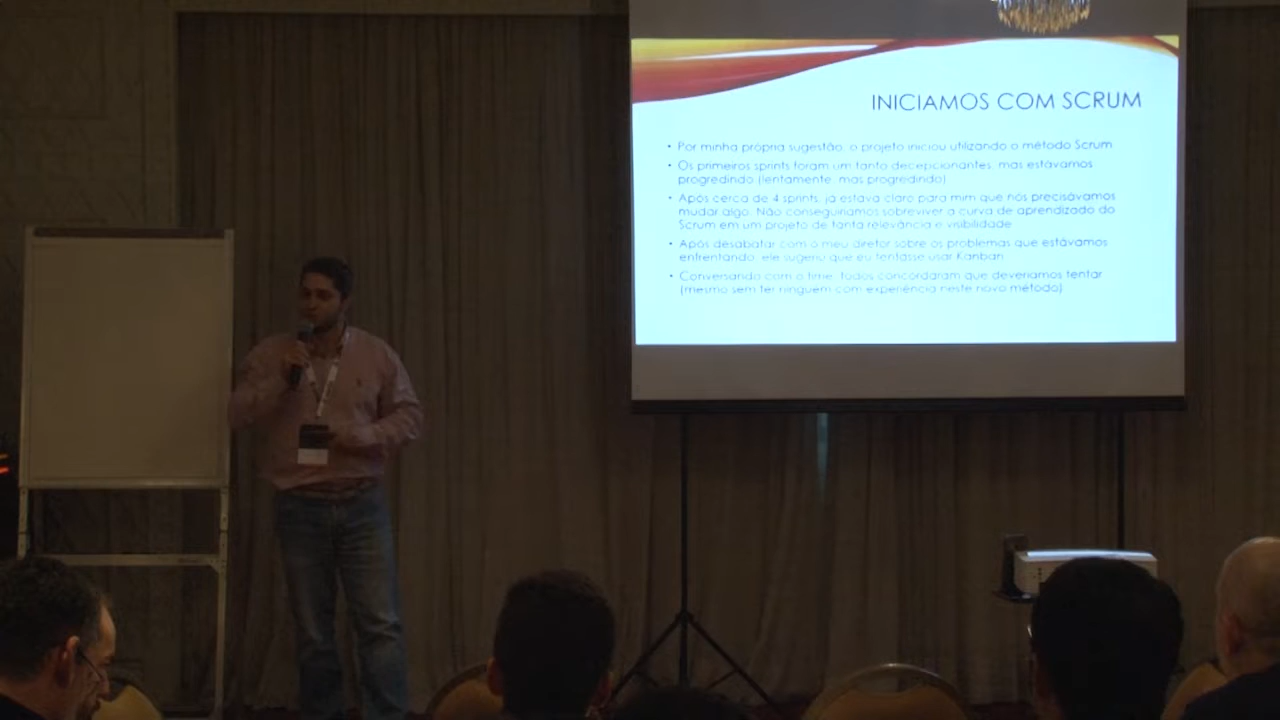 INICIAMOS COM SCRUM
• Por minha própria sugestão, o projeto iniciou utilizando o método Scrum
• Os primeiros sprints foram um tanto decepcionantes, mas estávamos
progredindo (lentamente, mas progredindo)
• Após cerca de 4 sprints, já estava claro para mim que nós precisávamos
mudar algo. Não conseguiríamos sobreviver a curva de aprendizado do
Scrum em um projeto de tanta relevância e visibilidade
• Após desabafar com o meu diretor sobre os problemas que estávamos
enfrentando, ele sugeriu que eu tentasse usar Kanban
• Conversando com o time, todos concordaram que deveríamos tentar
(mesmo sem ter ninguém com experiência neste novo método)